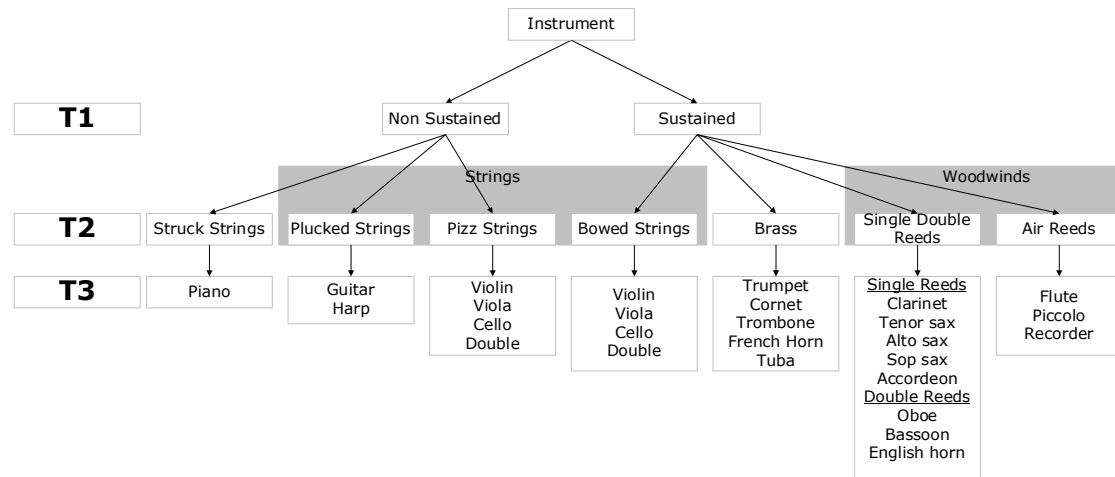 Instrument
T1
Non Sustained
Sustained
Strings
Woodwinds
T2
Struck Strings
Plucked Strings
Pizz Strings
Bowed Strings
Brass
Single Double
Reeds
Air Reeds
T3
Piano
Guitar
Harp
Violin
Viola
Cello
Double
Violin
Viola
Cello
Double
Trumpet
Cornet
Trombone
French Horn
Tuba
Single Reeds
Clarinet
Tenor sax
Alto sax
Sop sax
Accordeon
Double Reeds
Oboe
Bassoon
English horn
Flute
Piccolo
Recorder